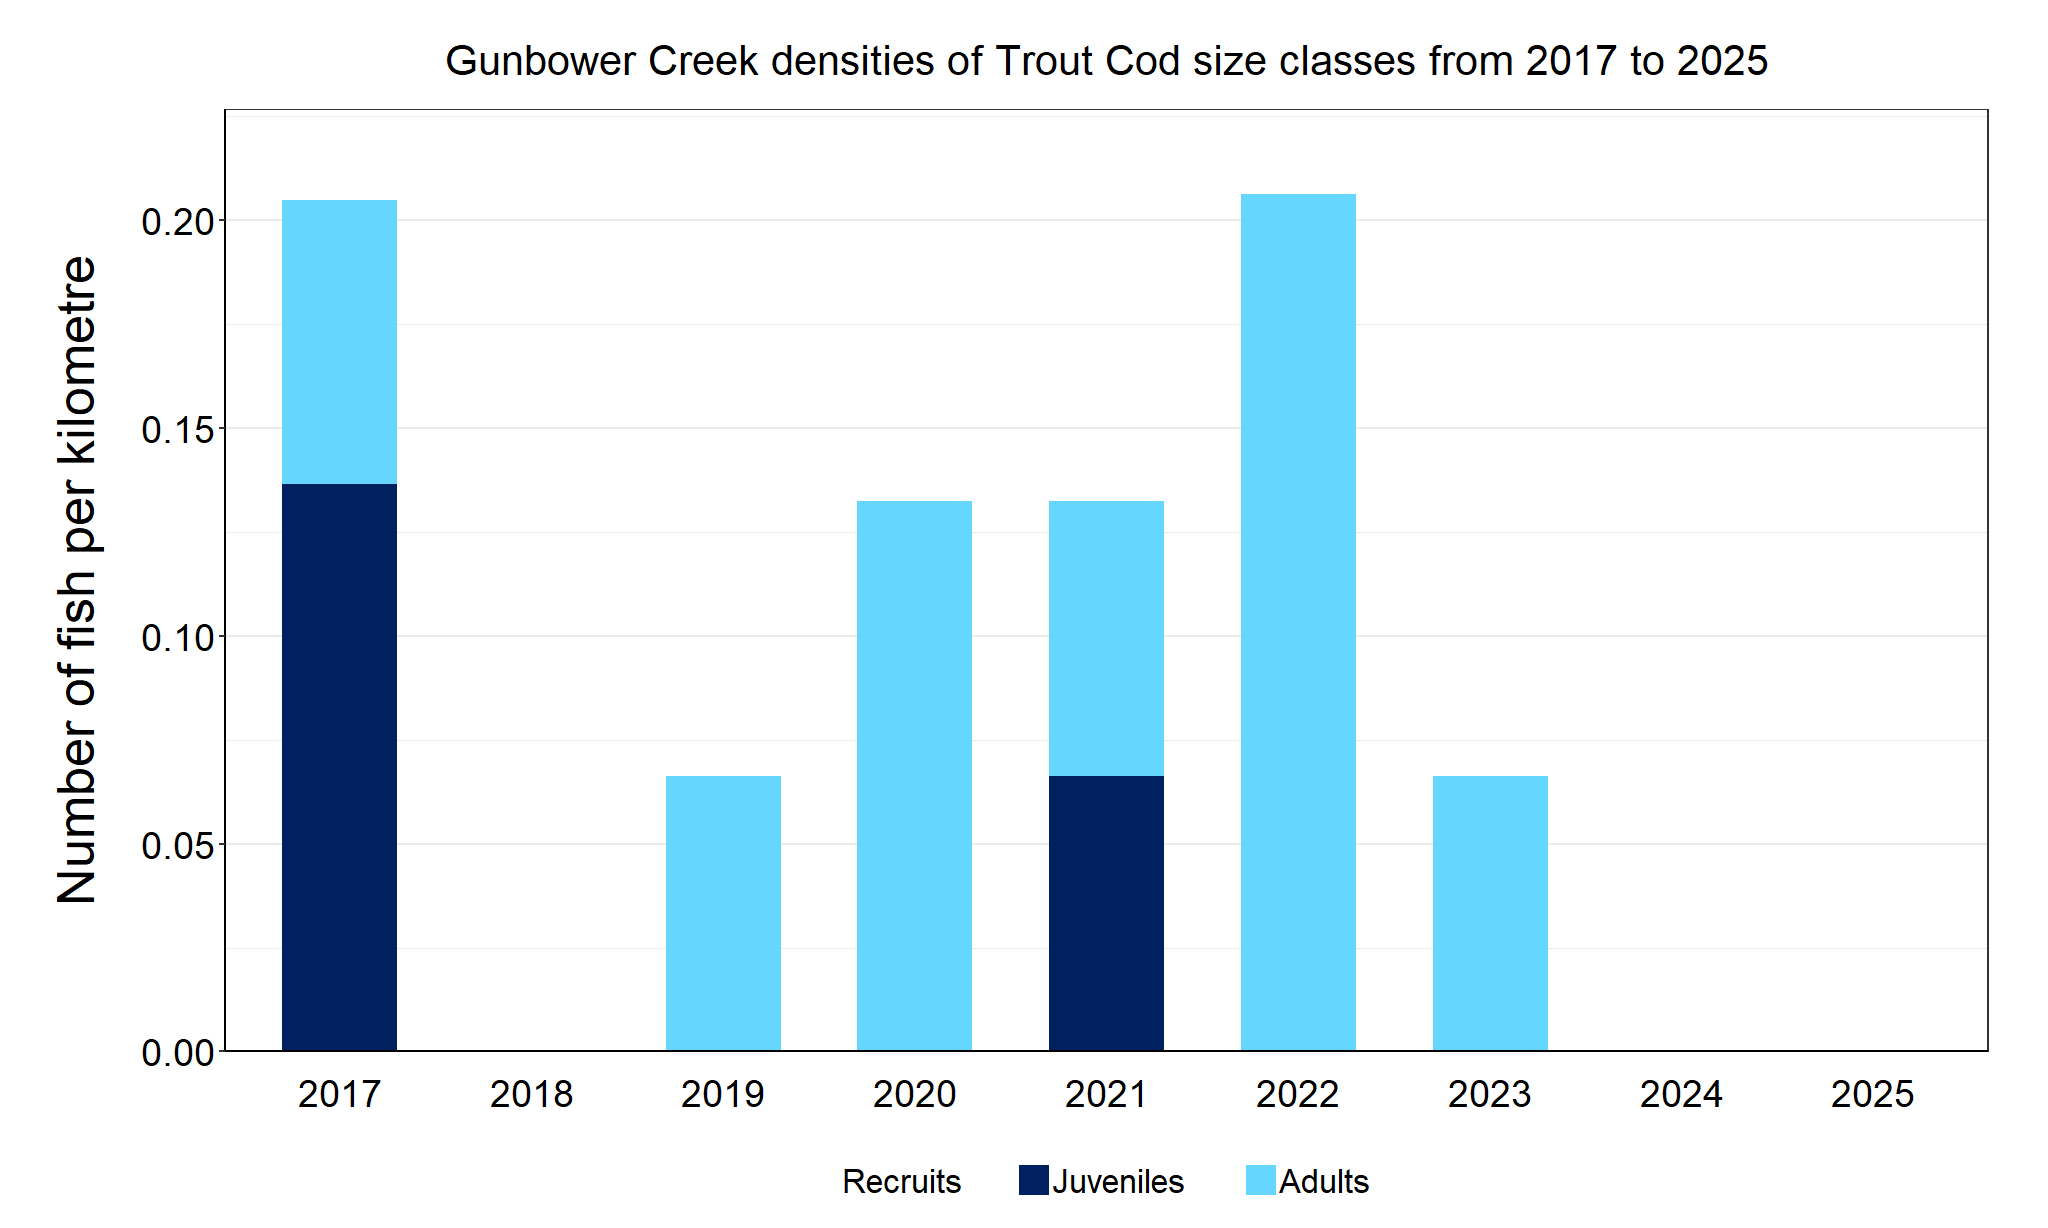 Gunbower Creek densities of Trout Cod size classes from 2017 to 2025
Number of fish per kilometre
0.20
0.15
0.10
0.05
0.00
2017 2018 2019 2020 2021 2022 2023 2024 2025
Recruits Juveniles Adults